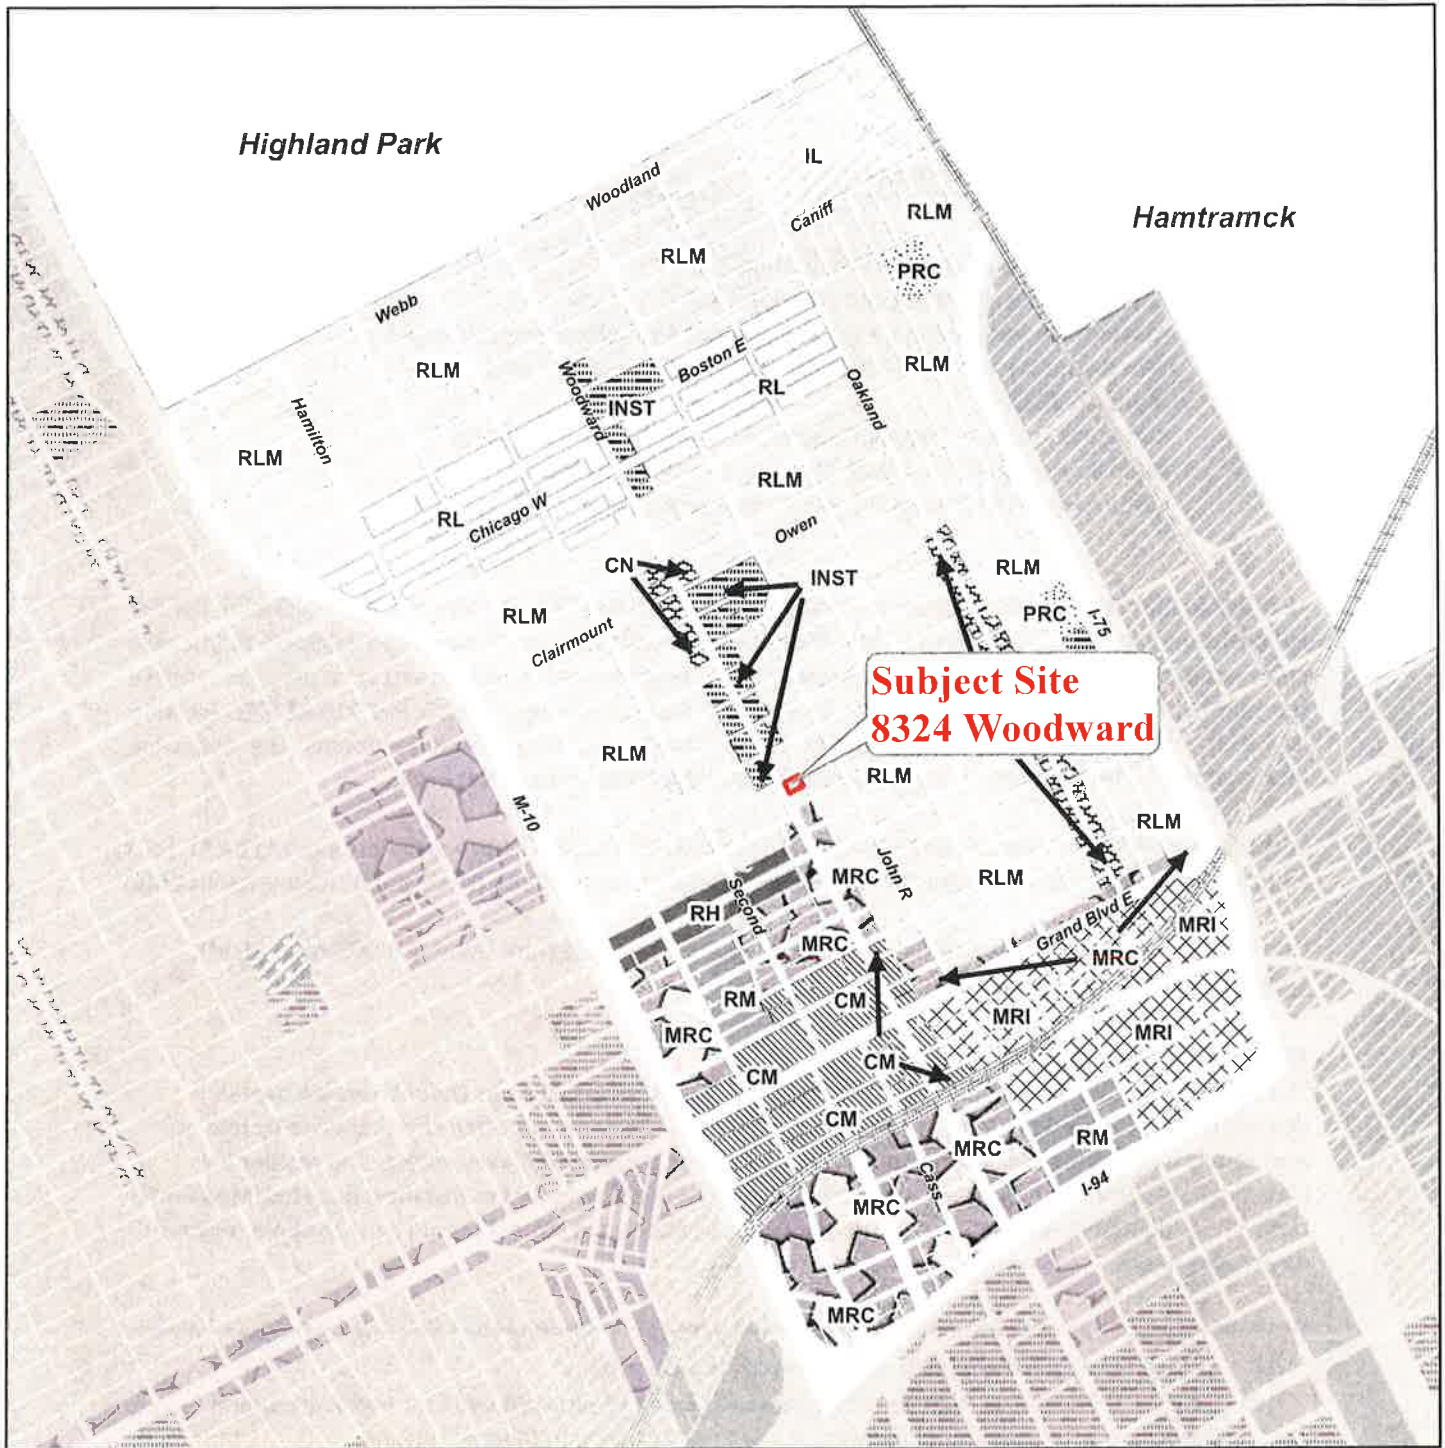 Highland Park
IL
Woodland
Caniff
RLM
Hamtramck
RLM
PRC
Webb
RLM
Woodward
Boston E
RL
RLM
Oakland
INST
Hamilton
RLM
RLM
RL
Chicago W
Owen
CN
INST
RLM
RLM
PRC
I-75
Clairmount
Subject Site
8324 Woodward
RLM
RLM
M-10
RLM
John R
MRC
RLM
Second
RH
Grand Blvd E
MRI
MRC
MRC
RM
CM
MRI
MRC
MRI
CM
CM
CM
RM
MRC
Cass
I-94
MRC
MRC